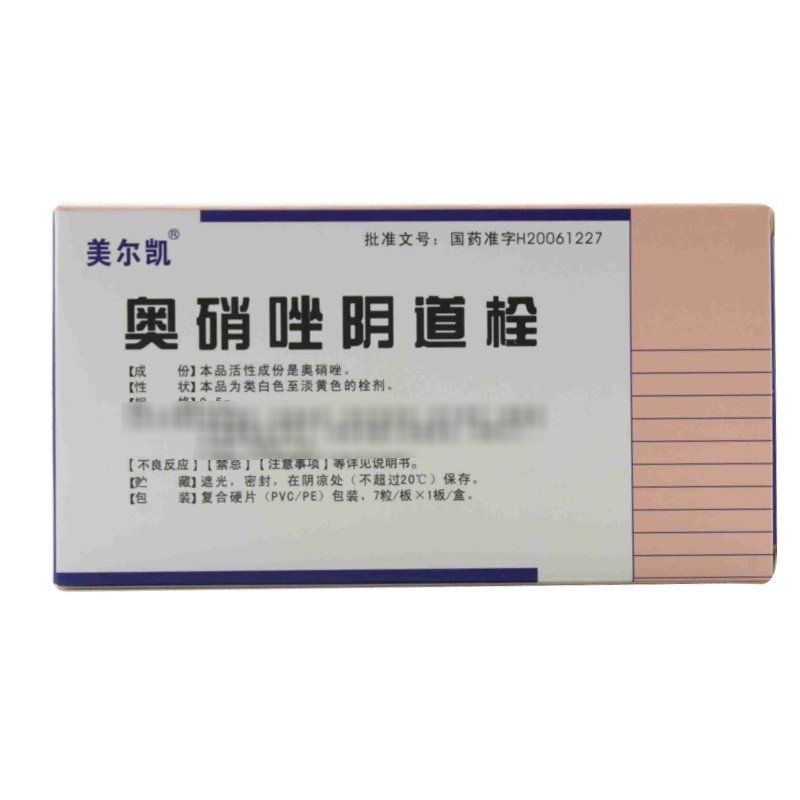 美尔凯®
批准文号：国药准字H20061227
奥硝唑阴道栓
【成　份】本品活性成份是奥硝唑。
【性　状】本品为类白色至淡黄色的栓剂。
【不良反应】【禁忌】【注意事项】等详见说明书。
【贮　藏】遮光，密封，在阴凉处（不超过20℃）保存。
【包　装】复合硬片（PVC/PE）包装，7粒/板×1板/盒。